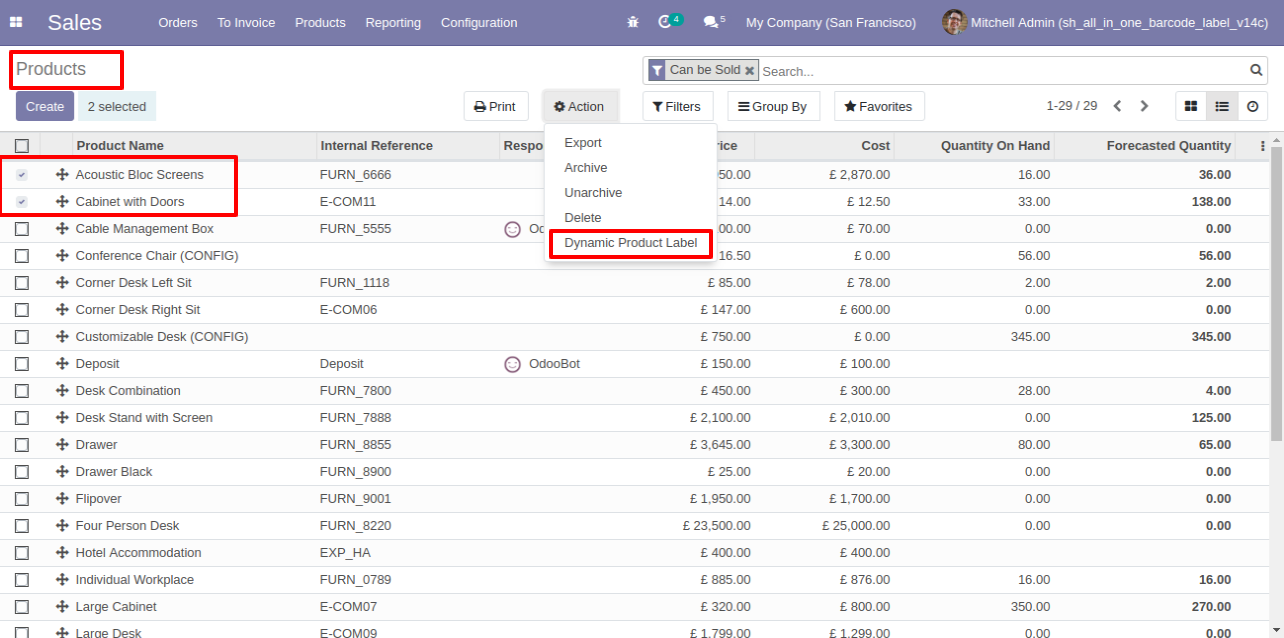 Sales Orders To Invoice Products Reporting Configuration 4 5 My Company (San Francisco) Mitchell Admin (sh_all_in_one_barcode_label_v14c)
Products Can be Sold Search...
Create 2 selected Print Action Filters Group By Favorites 1-29 / 29
Export
Archive
Unarchive
Delete
Dynamic Product Label
Product Name Internal Reference Respo rice Cost Quantity On Hand Forecasted Quantity
Acoustic Bloc Screens FURN_6666 50.00 £ 2,870.00 16.00 36.00
Cabinet with Doors E-COM11 14.00 £ 12.50 33.00 138.00
Cable Management Box FURN_5555 Od 00.00 £ 70.00 0.00 0.00
Conference Chair (CONFIG) 16.50 £ 0.00 56.00 56.00
Corner Desk Left Sit FURN_1118 £ 85.00 £ 78.00 2.00 2.00
Corner Desk Right Sit E-COM06 £ 147.00 £ 600.00 0.00 0.00
Customizable Desk (CONFIG) £ 750.00 £ 0.00 345.00 345.00
Deposit Deposit OdooBot £ 150.00 £ 100.00
Desk Combination FURN_7800 £ 450.00 £ 300.00 28.00 4.00
Desk Stand with Screen FURN_7888 £ 2,100.00 £ 2,010.00 0.00 125.00
Drawer FURN_8855 £ 3,645.00 £ 3,300.00 80.00 65.00
Drawer Black FURN_8900 £ 25.00 £ 20.00 0.00 0.00
Flipover FURN_9001 £ 1,950.00 £ 1,700.00 0.00 0.00
Four Person Desk FURN_8220 £ 23,500.00 £ 25,000.00 0.00 0.00
Hotel Accommodation EXP_HA £ 400.00 £ 400.00
Individual Workplace FURN_0789 £ 885.00 £ 876.00 16.00 16.00
Large Cabinet E-COM07 £ 320.00 £ 800.00 350.00 270.00
Large Desk E-COM09 £ 1,799.00 £ 1,299.00 0.00 0.00